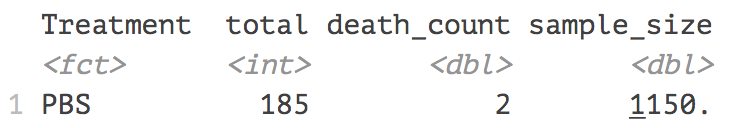 Treatment total death_count sample_size
<fct> <int> <dbl> <dbl>
1 PBS 185 2 1150.